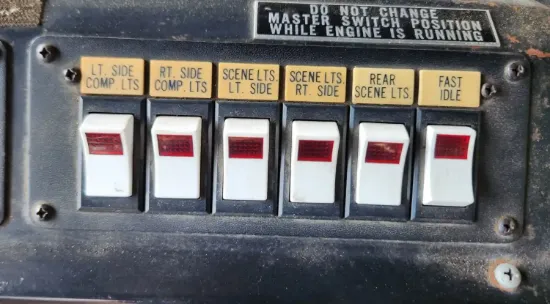 DO NOT CHANGE
MASTER SWITCH POSITION
WHILE ENGINE IS RUNNING
LT. SIDE
COMP. LTS
RT. SIDE
COMP. LTS
SCENE LTS.
LT. SIDE
SCENE LTS.
RT. SIDE
REAR
SCENE LTS.
FAST
IDLE